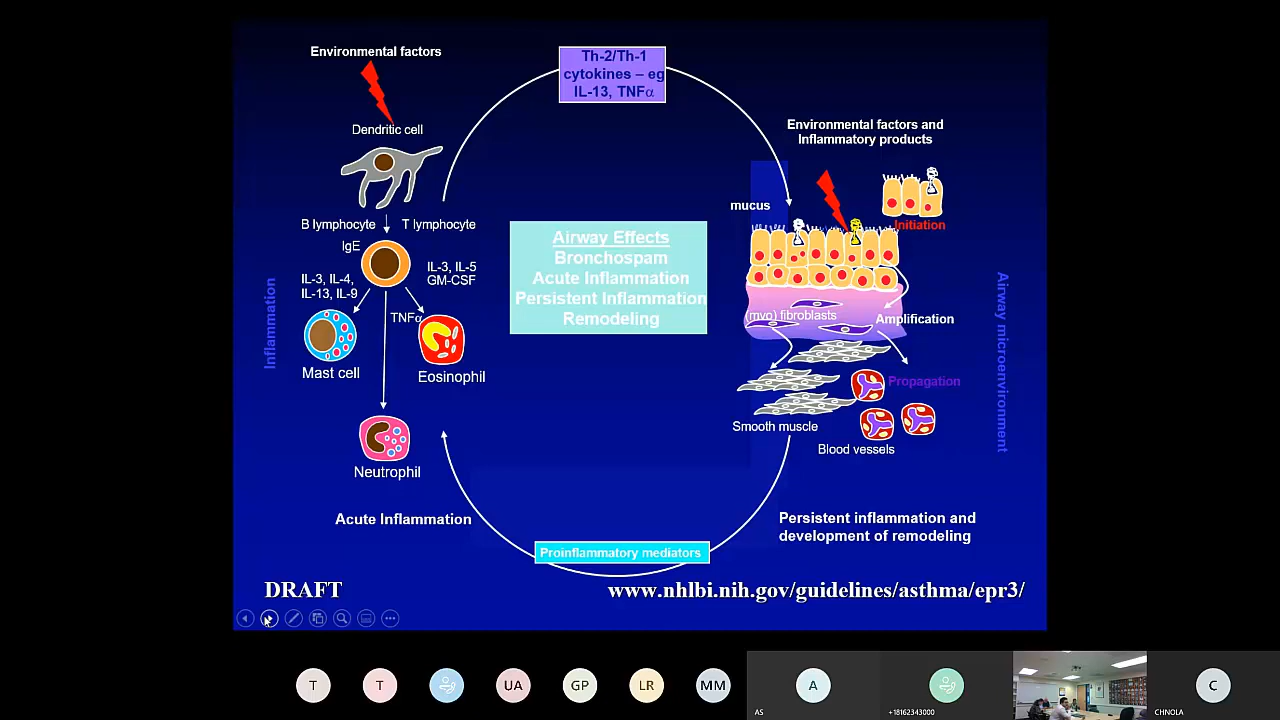 Environmental factors
Dendritic cell
B lymphocyte
T lymphocyte
IgE
IL-3, IL-4,
IL-13, IL-9
IL-3, IL-5
GM-CSF
TNFα
Mast cell
Eosinophil
Neutrophil
Inflammation
Acute Inflammation
Th-2/Th-1
cytokines – eg
IL-13, TNFα
Airway Effects
Bronchospam
Acute Inflammation
Persistent Inflammation
Remodeling
Environmental factors and
Inflammatory products
mucus
Initiation
(myo) fibroblasts
Amplification
Propagation
Smooth muscle
Blood vessels
Airway microenvironment
Persistent inflammation and
development of remodeling
Proinflammatory mediators
DRAFT
www.nhlbi.nih.gov/guidelines/asthma/epr3/
T
T
UA
GP
LR
MM
A
AS
+18162343000
C
CHNOLA